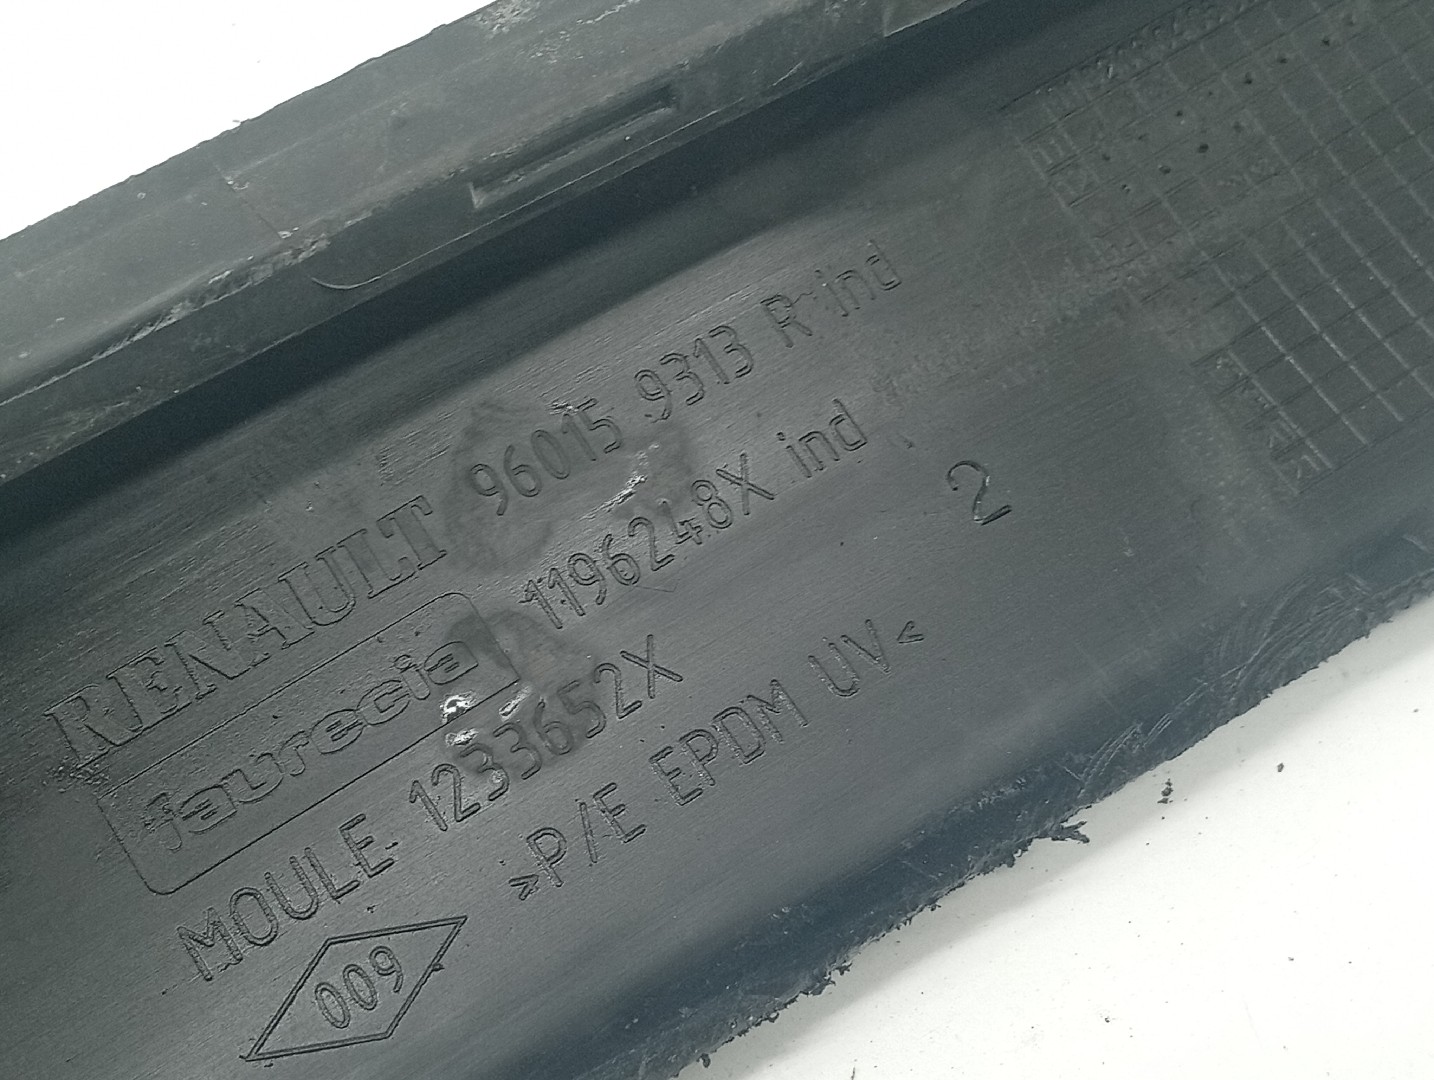 RENAULT 96015 9313 R ind
faurecia 1196248X ind
2
MOULE 1233652X
>P/E EPDM UV<
009